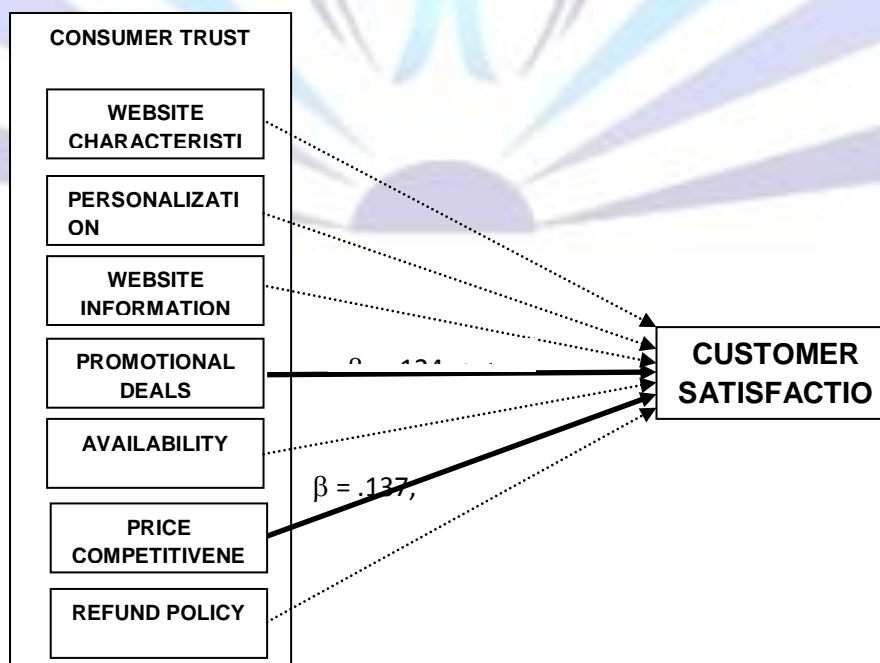 CONSUMER TRUST
WEBSITE
CHARACTERISTI
PERSONALIZATI
ON
WEBSITE
INFORMATION
PROMOTIONAL
DEALS
AVAILABILITY
β = .137,
PRICE
COMPETITIVENE
REFUND POLICY
CUSTOMER
SATISFACTIO